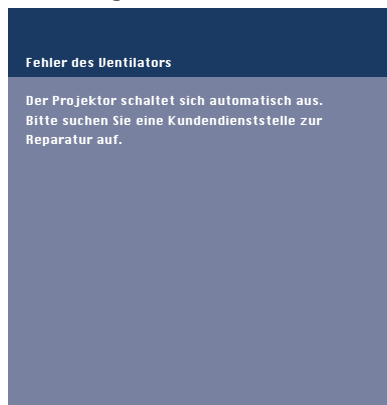 Fehler des Ventilators
Der Projektor schaltet sich automatisch aus.
Bitte suchen Sie eine Kundendienststelle zur
Reparatur auf.